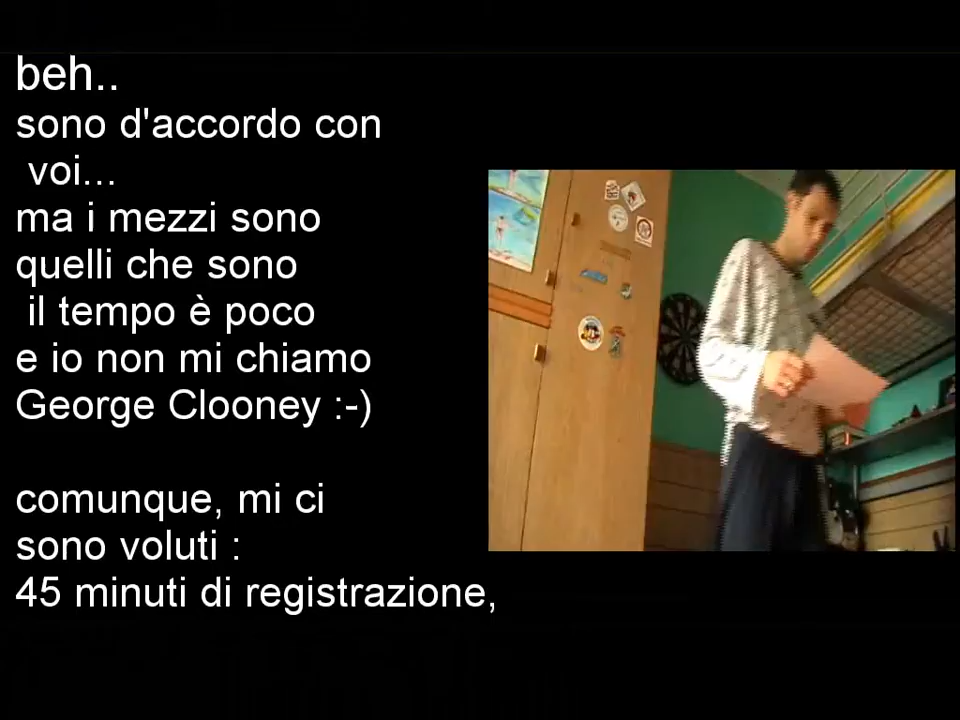 beh..
sono d'accordo con
voi...
ma i mezzi sono
quelli che sono
il tempo è poco
e io non mi chiamo
George Clooney :-)
comunque, mi ci
sono voluti :
45 minuti di registrazione,